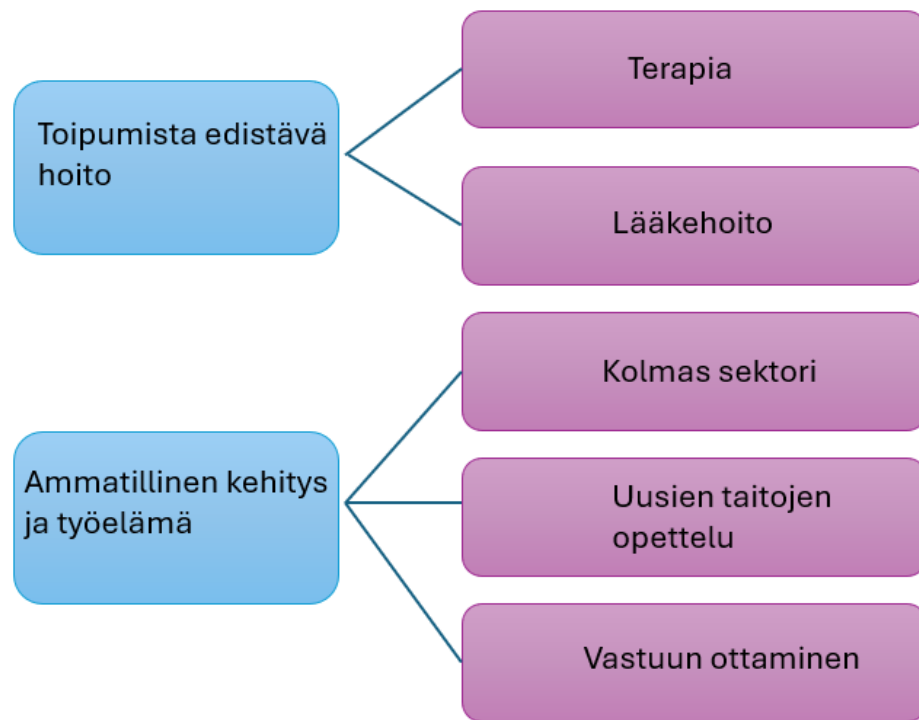 Toipumista edistävä
hoito
Terapia
Lääkehoito
Ammatillinen kehitys
ja työelämä
Kolmas sektori
Uusien taitojen
opettelu
Vastuun ottaminen